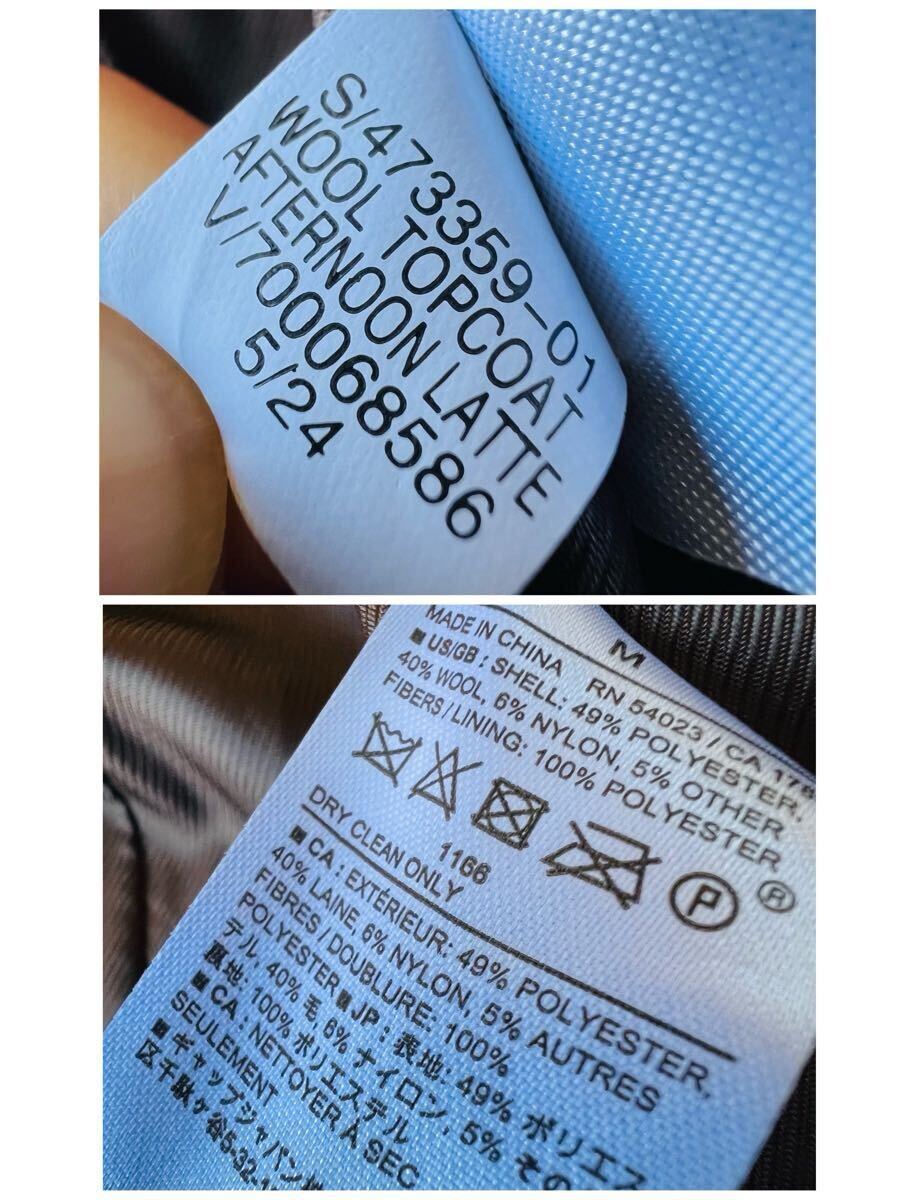 S/473359-01
WOOL TOPCOAT
AFTERNOON LATTE
V/700068586
5/24
M
MADE IN CHINA RN 54023 / CA 178
■ US/GB : SHELL: 49% POLYESTER,
40% WOOL, 6% NYLON, 5% OTHER
FIBERS / LINING: 100% POLYESTER
P ®
1166
DRY CLEAN ONLY
■ CA : EXTÉRIEUR: 49% POLYESTER,
40% LAINE, 6% NYLON, 5% AUTRES
FIBRES / DOUBLURE: 100%
POLYESTER ■ JP : 表地: 49% ポリエス
テル, 40% 毛, 6% ナイロン, 5% その
裏地: 100% ポリエステル
■ CA : NETTOYER À SEC
SEULEMENT
■ ギャップジャパン
区千駄ヶ谷5-32-1